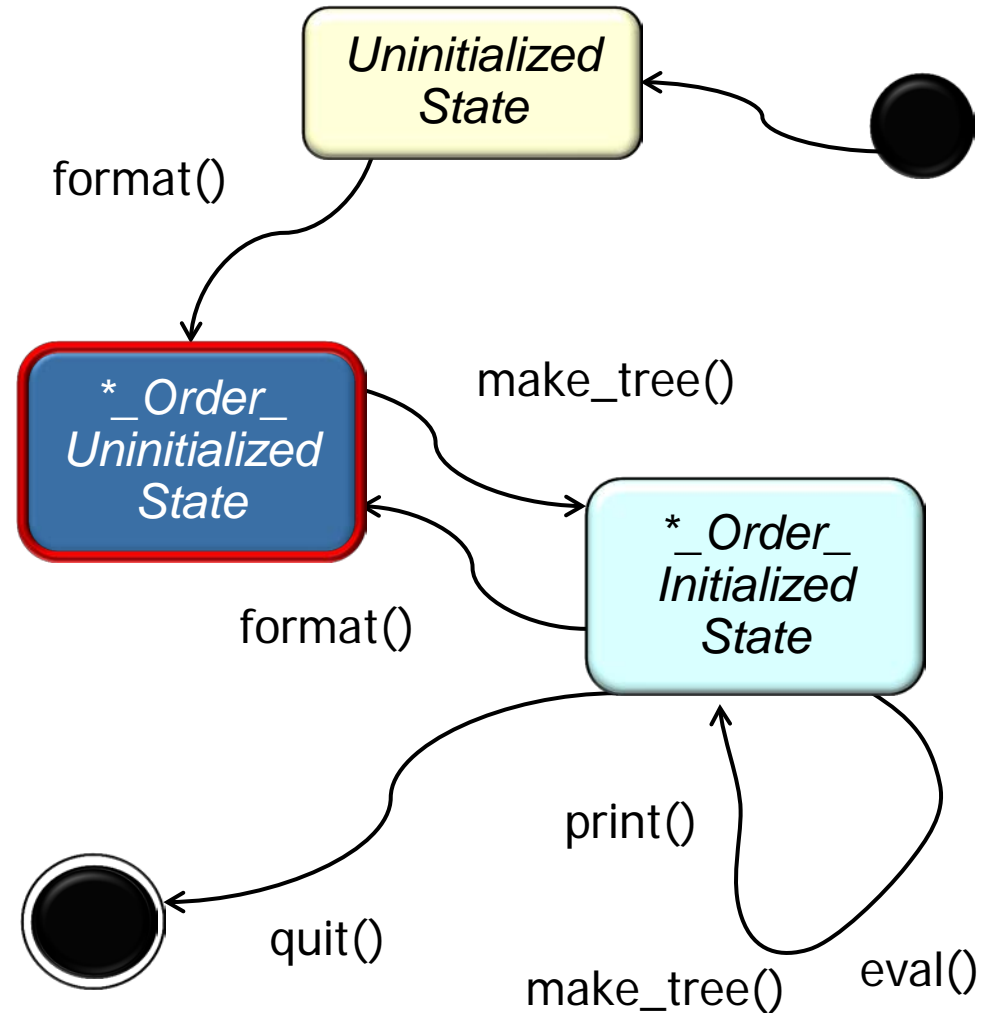 Uninitialized
State
format()
*_Order_
Uninitialized
State
make_tree()
*_Order_
Initialized
State
format()
print()
quit()
make_tree()
eval()